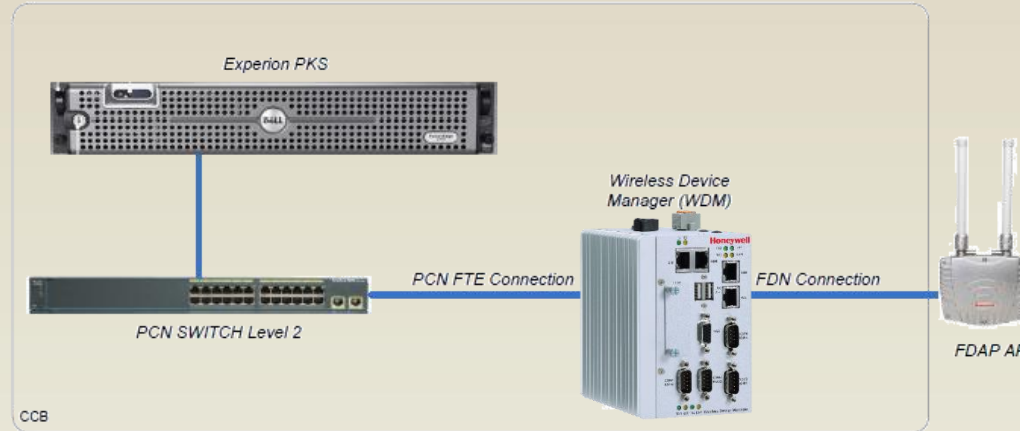 Experion PKS
DELL
Wireless Device
Manager (WDM)
Honeywell
PCN FTE Connection
FDN Connection
PCN SWITCH Level 2
FDAP AP
CCB